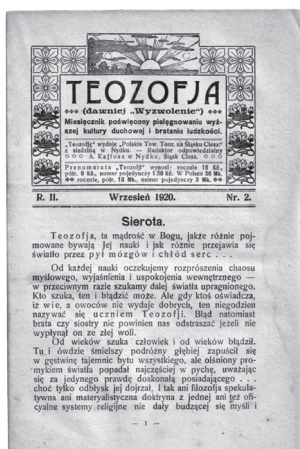 TEOZOFJA
(dawniej „Wyzwolenie")
Miesięcznik poświęcony pielęgnowaniu wyż-
szej kultury duchowej i brataniu ludzkości.
„Teozofję" wydaje „Polskie Tow. Teoz. na Śląsku Ciesz."
z siedzibą w Nydku. — Redaktor odpowiedzialny
A. Kajfosz w Nydku, Śląsk Ciesz.
Prenumerata „Teozofji" wynosi: rocznie 18 Kč,
półr. 9 Kč, numer pojedynczy 1.50 Kč. W Polsce 36 Mk.
rocznie, półr. 18 Mk., numer pojedynczy 3 Mk.
R. II. Wrzesień 1920. Nr. 2.
Sierota.
Teozofja, ta mądrość w Bogu, jakże różnie poj-
mowane bywają Jej nauki i jak różnie przejawia się
światło przez pył mózgów i chłód serc . . .
Od każdej nauki oczekujemy rozprószenia chaosu
myślowego, wyjaśnienia i uspokojenia wewnętrznego —
w przeciwnym razie szukamy dalej światła upragnionego.
Kto szuka, ten i błądzić może. Ale gdy ktoś oświadcza,
iż wie, a owoców nie wydaje dobrych, ten niegodzien
nazywać się uczniem Teozofji. Błąd natomiast
brata czy siostry nie powinien nas odstraszać jeżeli nie
wypłynął on ze złej woli.
Od wieków szuka człowiek i od wieków błądził.
Tu i ówdzie śmielszy podróżny głębiej zapuścił się
w gęstwinę tajemnic bytu wszystkiego, ale olśniony pro-
mykiem światła popadał najczęściej w pychę, uważając
się za jedynego prawdę doskonałą posiadającego . . .
choć tylko odbłysk jej dojrzał. I tak ani filozofja spekula-
tywna ani materyalistyczna doktryna z jednej ani też ofi-
cyalne systemy religijne nie dały budzącej się myśli i
— 1 —